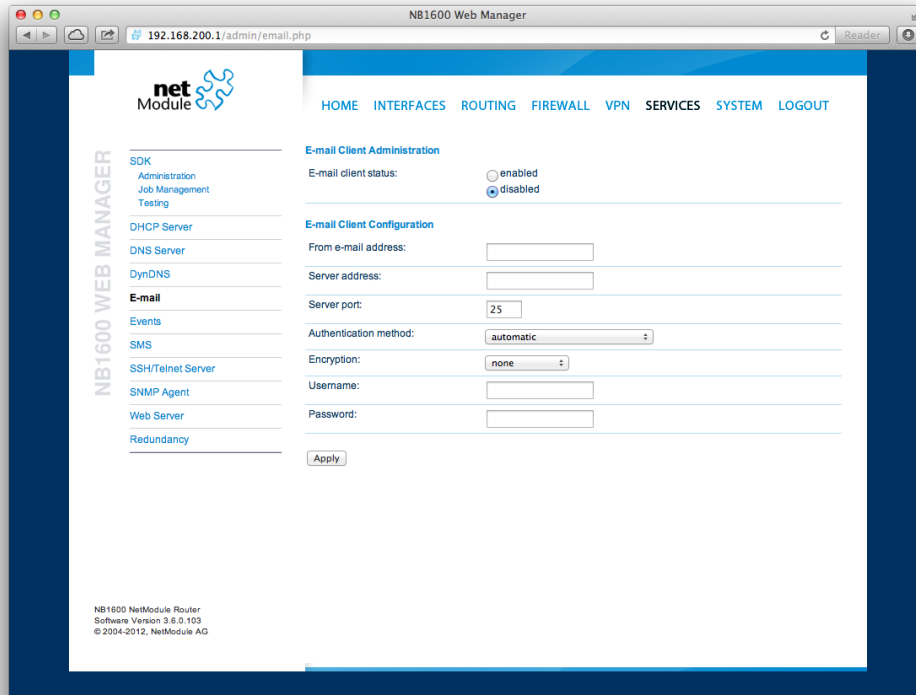 NB1600 Web Manager
192.168.200.1/admin/email.php
Reader
net
Module
HOME INTERFACES ROUTING FIREWALL VPN SERVICES SYSTEM LOGOUT
NB1600 WEB MANAGER
SDK
Administration
Job Management
Testing
DHCP Server
DNS Server
DynDNS
E-mail
Events
SMS
SSH/Telnet Server
SNMP Agent
Web Server
Redundancy
E-mail Client Administration
E-mail client status:
enabled
disabled
E-mail Client Configuration
From e-mail address:
Server address:
Server port: 25
Authentication method: automatic
Encryption: none
Username:
Password:
Apply
NB1600 NetModule Router
Software Version 3.6.0.103
© 2004-2012, NetModule AG